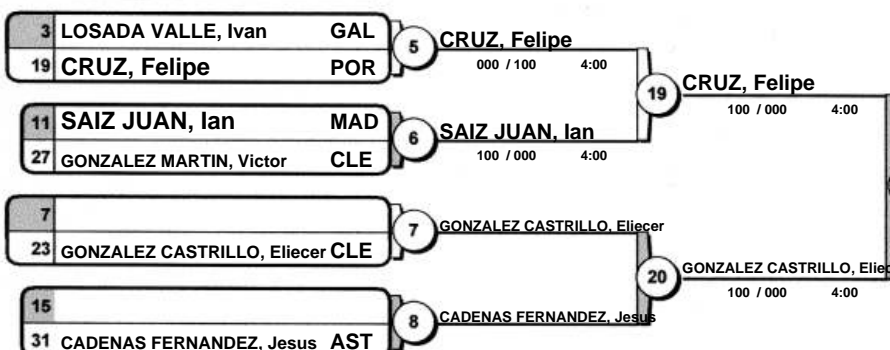 3 LOSADA VALLE, Ivan GAL
19 CRUZ, Felipe POR
5 CRUZ, Felipe
000 / 100 4:00
11 SAIZ JUAN, Ian MAD
27 GONZALEZ MARTIN, Victor CLE
6 SAIZ JUAN, Ian
100 / 000 4:00
19 CRUZ, Felipe
100 / 000 4:00
7
23 GONZALEZ CASTRILLO, Eliecer CLE
7 GONZALEZ CASTRILLO, Eliecer
15
31 CADENAS FERNANDEZ, Jesus AST
8 CADENAS FERNANDEZ, Jesus
20 GONZALEZ CASTRILLO, Eliec
100 / 000 4:00